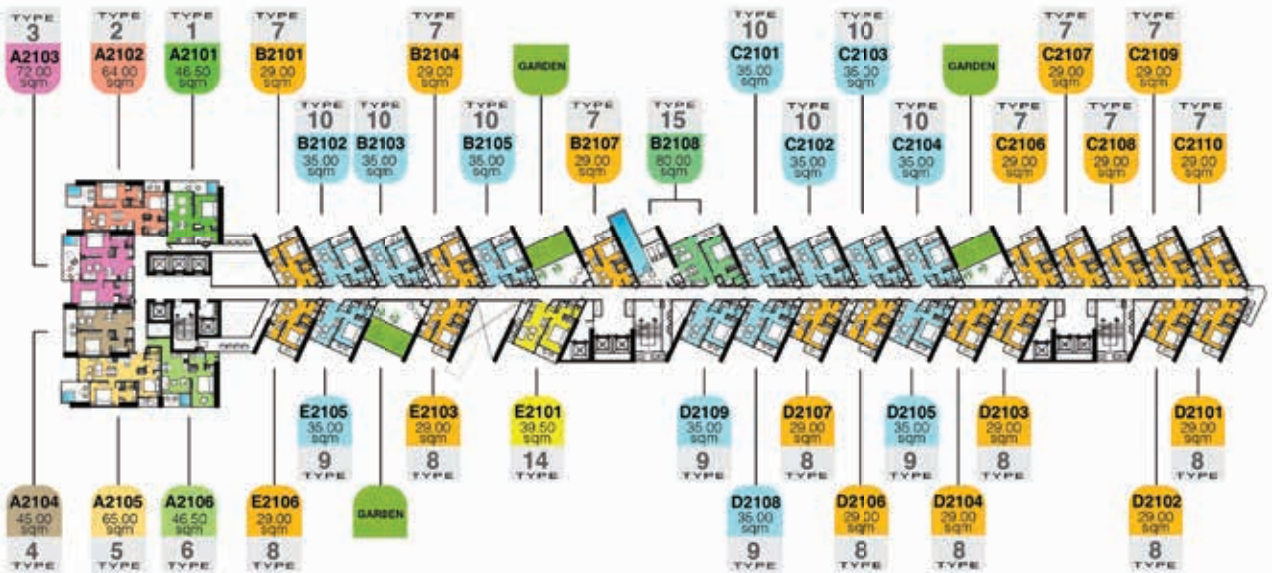 TYPE
3
A2103
72.00
sqm
TYPE
2
A2102
64.00
sqm
TYPE
1
A2101
46.50
sqm
TYPE
7
B2101
29.00
sqm
TYPE
7
B2104
29.00
sqm
GARDEN
TYPE
10
C2101
35.00
sqm
TYPE
10
C2103
35.00
sqm
GARDEN
TYPE
7
C2107
29.00
sqm
TYPE
7
C2109
29.00
sqm
TYPE
10
B2102
35.00
sqm
TYPE
10
B2103
35.00
sqm
TYPE
10
B2105
35.00
sqm
TYPE
7
B2107
29.00
sqm
TYPE
15
B2108
80.00
sqm
TYPE
10
C2102
35.00
sqm
TYPE
10
C2104
35.00
sqm
TYPE
7
C2106
29.00
sqm
TYPE
7
C2108
29.00
sqm
TYPE
7
C2110
29.00
sqm
E2105
35.00
sqm
9
TYPE
E2103
29.00
sqm
8
TYPE
E2101
39.50
sqm
14
TYPE
D2109
35.00
sqm
9
TYPE
D2107
29.00
sqm
8
TYPE
D2105
35.00
sqm
9
TYPE
D2103
29.00
sqm
8
TYPE
D2101
29.00
sqm
8
TYPE
A2104
45.00
sqm
4
TYPE
A2105
65.00
sqm
5
TYPE
A2106
46.50
sqm
6
TYPE
E2106
29.00
sqm
8
TYPE
GARDEN
D2108
35.00
sqm
9
TYPE
D2106
29.00
sqm
8
TYPE
D2104
29.00
sqm
8
TYPE
D2102
29.00
sqm
8
TYPE